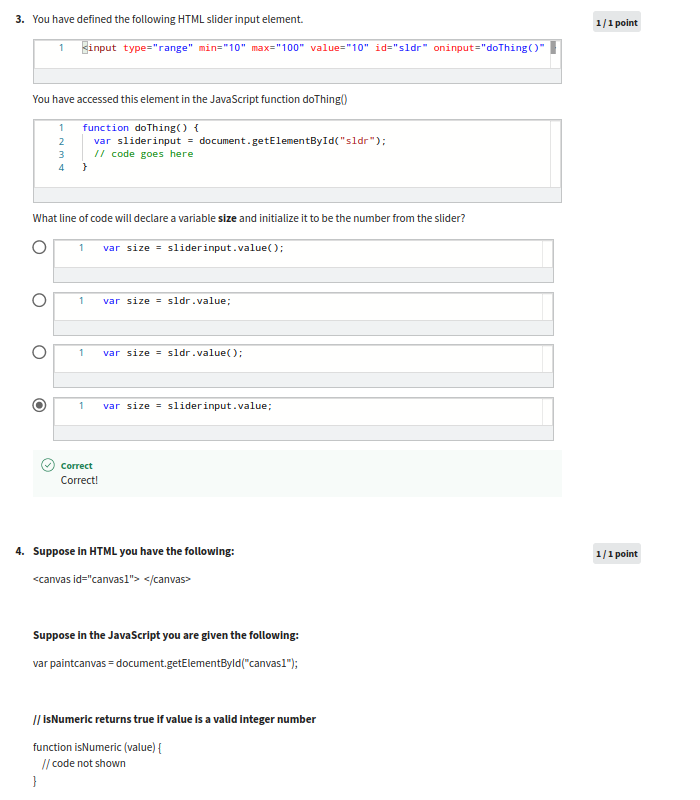 3. You have defined the following HTML slider input element.
1 / 1 point
1 <input type="range" min="10" max="100" value="10" id="sldr" oninput="doThing()"
You have accessed this element in the JavaScript function doThing()
1 function doThing() {
2 var sliderinput = document.getElementById("sldr");
3 // code goes here
4 }
What line of code will declare a variable size and initialize it to be the number from the slider?
1 var size = sliderinput.value();
1 var size = sldr.value;
1 var size = sldr.value();
1 var size = sliderinput.value;
Correct
Correct!
4. Suppose in HTML you have the following:
1 / 1 point
<canvas id="canvas1"> </canvas>
Suppose in the JavaScript you are given the following:
var paintcanvas = document.getElementById("canvas1");
// isNumeric returns true if value is a valid integer number
function isNumeric (value) {
// code not shown
}